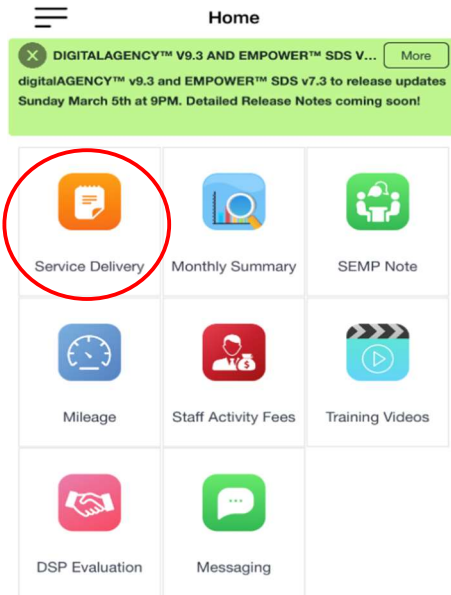 Home
DIGITALAGENCY™ V9.3 AND EMPOWER™ SDS V... More
digitalAGENCY™ v9.3 and EMPOWER™ SDS v7.3 to release updates
Sunday March 5th at 9PM. Detailed Release Notes coming soon!
Service Delivery Monthly Summary SEMP Note
Mileage Staff Activity Fees Training Videos
DSP Evaluation Messaging